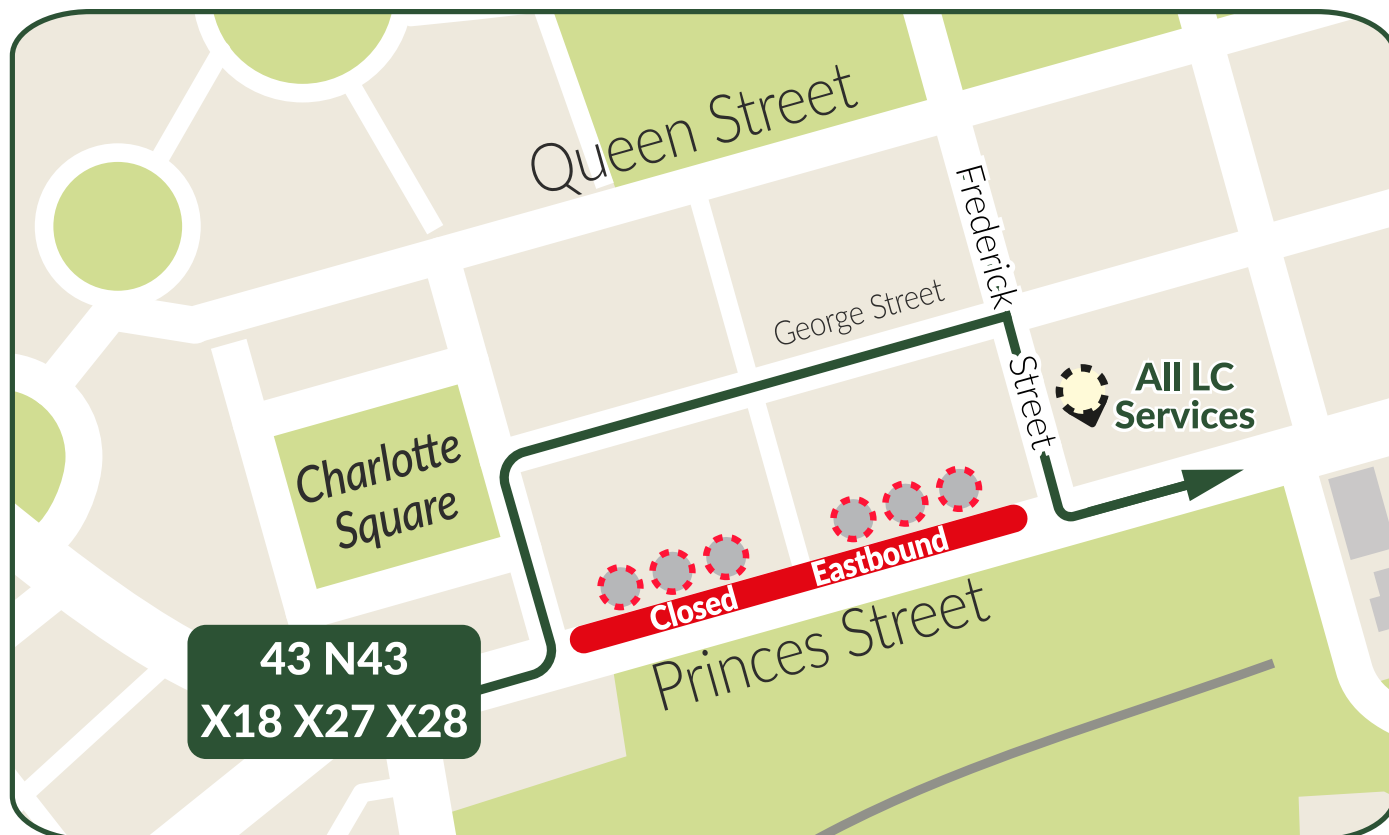 Queen Street
Frederick
Street
George Street
All LC
Services
Charlotte
Square
Closed
Eastbound
Princes Street
43 N43
X18 X27 X28